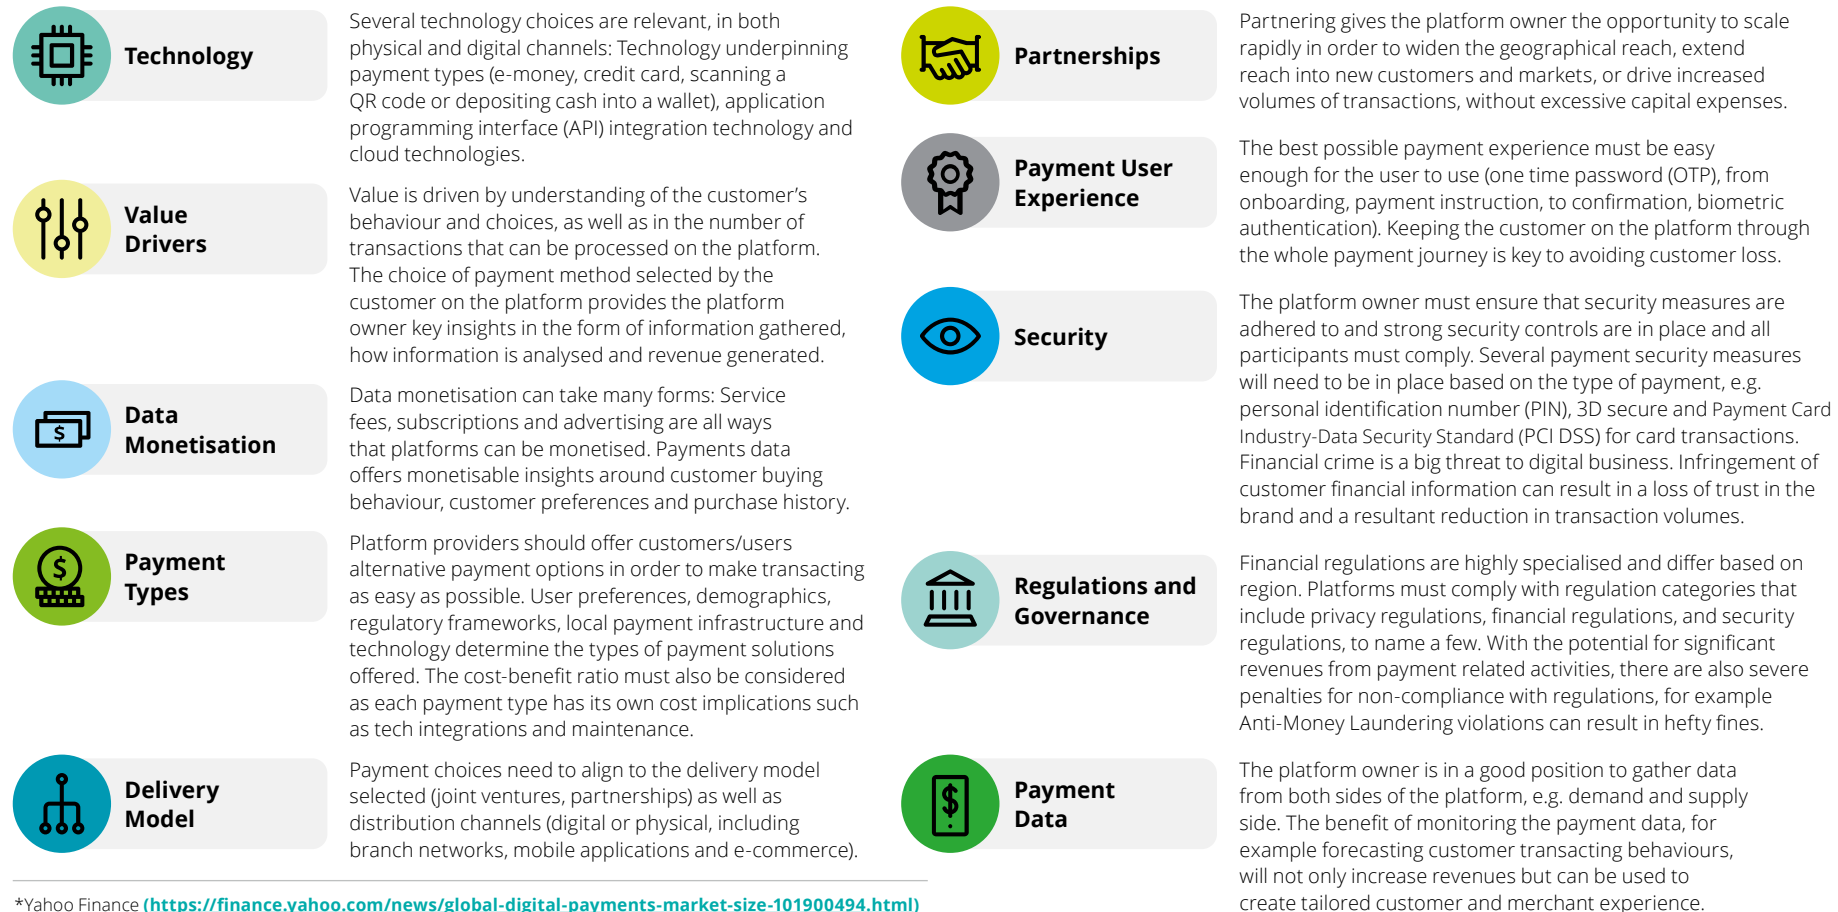 Technology
Several technology choices are relevant, in both
physical and digital channels: Technology underpinning
payment types (e-money, credit card, scanning a
QR code or depositing cash into a wallet), application
programming interface (API) integration technology and
cloud technologies.
Value
Drivers
Value is driven by understanding of the customer’s
behaviour and choices, as well as in the number of
transactions that can be processed on the platform.
The choice of payment method selected by the
customer on the platform provides the platform
owner key insights in the form of information gathered,
how information is analysed and revenue generated.
Data
Monetisation
Data monetisation can take many forms: Service
fees, subscriptions and advertising are all ways
that platforms can be monetised. Payments data
offers monetisable insights around customer buying
behaviour, customer preferences and purchase history.
Payment
Types
Platform providers should offer customers/users
alternative payment options in order to make transacting
as easy as possible. User preferences, demographics,
regulatory frameworks, local payment infrastructure and
technology determine the types of payment solutions
offered. The cost-benefit ratio must also be considered
as each payment type has its own cost implications such
as tech integrations and maintenance.
Delivery
Model
Payment choices need to align to the delivery model
selected (joint ventures, partnerships) as well as
distribution channels (digital or physical, including
branch networks, mobile applications and e-commerce).
*Yahoo Finance (https://finance.yahoo.com/news/global-digital-payments-market-size-101900494.html)
Partnerships
Partnering gives the platform owner the opportunity to scale
rapidly in order to widen the geographical reach, extend
reach into new customers and markets, or drive increased
volumes of transactions, without excessive capital expenses.
Payment User
Experience
The best possible payment experience must be easy
enough for the user to use (one time password (OTP), from
onboarding, payment instruction, to confirmation, biometric
authentication). Keeping the customer on the platform through
the whole payment journey is key to avoiding customer loss.
Security
The platform owner must ensure that security measures are
adhered to and strong security controls are in place and all
participants must comply. Several payment security measures
will need to be in place based on the type of payment, e.g.
personal identification number (PIN), 3D secure and Payment Card
Industry-Data Security Standard (PCI DSS) for card transactions.
Financial crime is a big threat to digital business. Infringement of
customer financial information can result in a loss of trust in the
brand and a resultant reduction in transaction volumes.
Regulations and
Governance
Financial regulations are highly specialised and differ based on
region. Platforms must comply with regulation categories that
include privacy regulations, financial regulations, and security
regulations, to name a few. With the potential for significant
revenues from payment related activities, there are also severe
penalties for non-compliance with regulations, for example
Anti-Money Laundering violations can result in hefty fines.
Payment
Data
The platform owner is in a good position to gather data
from both sides of the platform, e.g. demand and supply
side. The benefit of monitoring the payment data, for
example forecasting customer transacting behaviours,
will not only increase revenues but can be used to
create tailored customer and merchant experience.